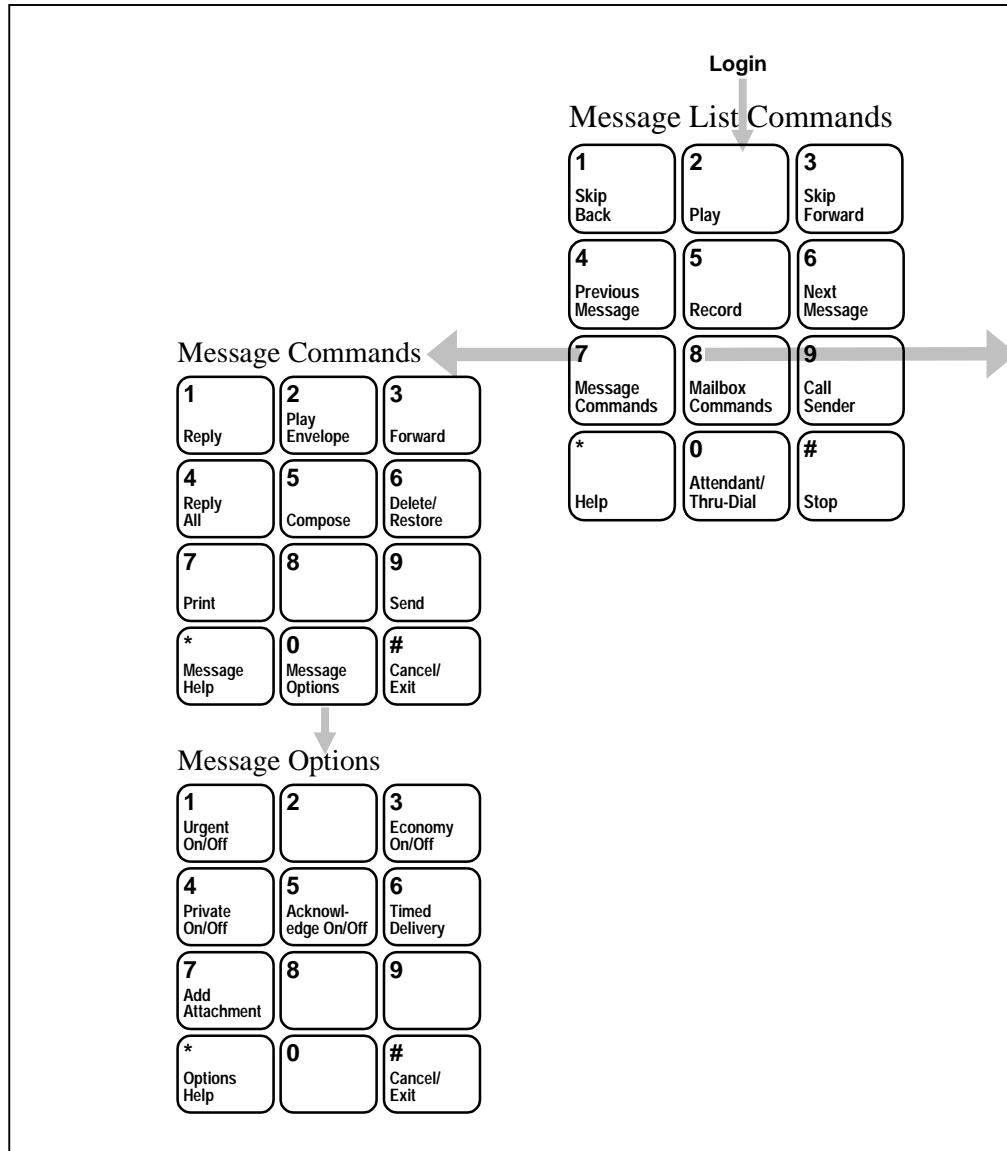 Login
Message List Commands
1
Skip
Back
2
Play
3
Skip
Forward
4
Previous
Message
5
Record
6
Next
Message
7
Message
Commands
8
Mailbox
Commands
9
Call
Sender
*
Help
0
Attendant/
Thru-Dial
#
Stop
Message Commands
1
Reply
2
Play
Envelope
3
Forward
4
Reply
All
5
Compose
6
Delete/
Restore
7
Print
8
9
Send
*
Message
Help
0
Message
Options
#
Cancel/
Exit
Message Options
1
Urgent
On/Off
2
3
Economy
On/Off
4
Private
On/Off
5
Acknowl-
edge On/Off
6
Timed
Delivery
7
Add
Attachment
8
9
*
Options
Help
0
#
Cancel/
Exit